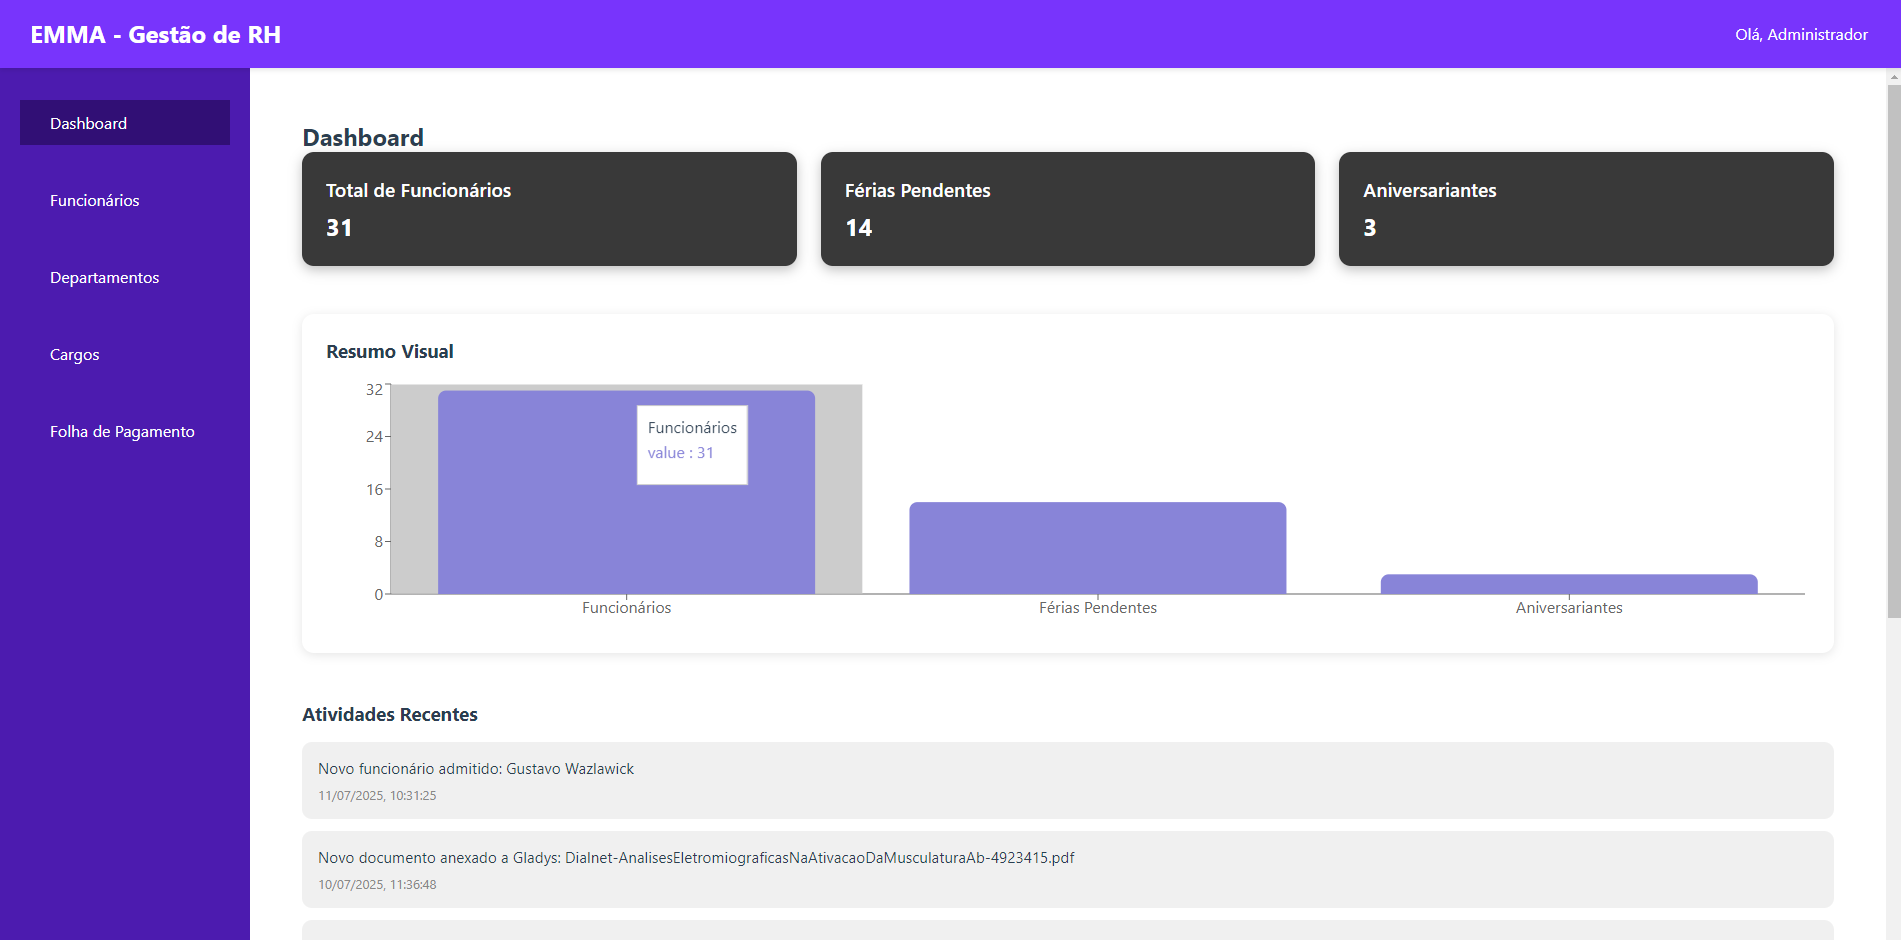 EMMA - Gestão de RH
Olá, Administrador
Dashboard
Funcionários
Departamentos
Cargos
Folha de Pagamento
Dashboard
Total de Funcionários
31
Férias Pendentes
14
Aniversariantes
3
Resumo Visual
32
24
16
8
0
Funcionários
value : 31
Funcionários
Férias Pendentes
Aniversariantes
Atividades Recentes
Novo funcionário admitido: Gustavo Wazlawick
11/07/2025, 10:31:25
Novo documento anexado a Gladys: Dialnet-AnalisesEletromiograficasNaAtivacaoDaMusculaturaAb-4923415.pdf
10/07/2025, 11:36:48